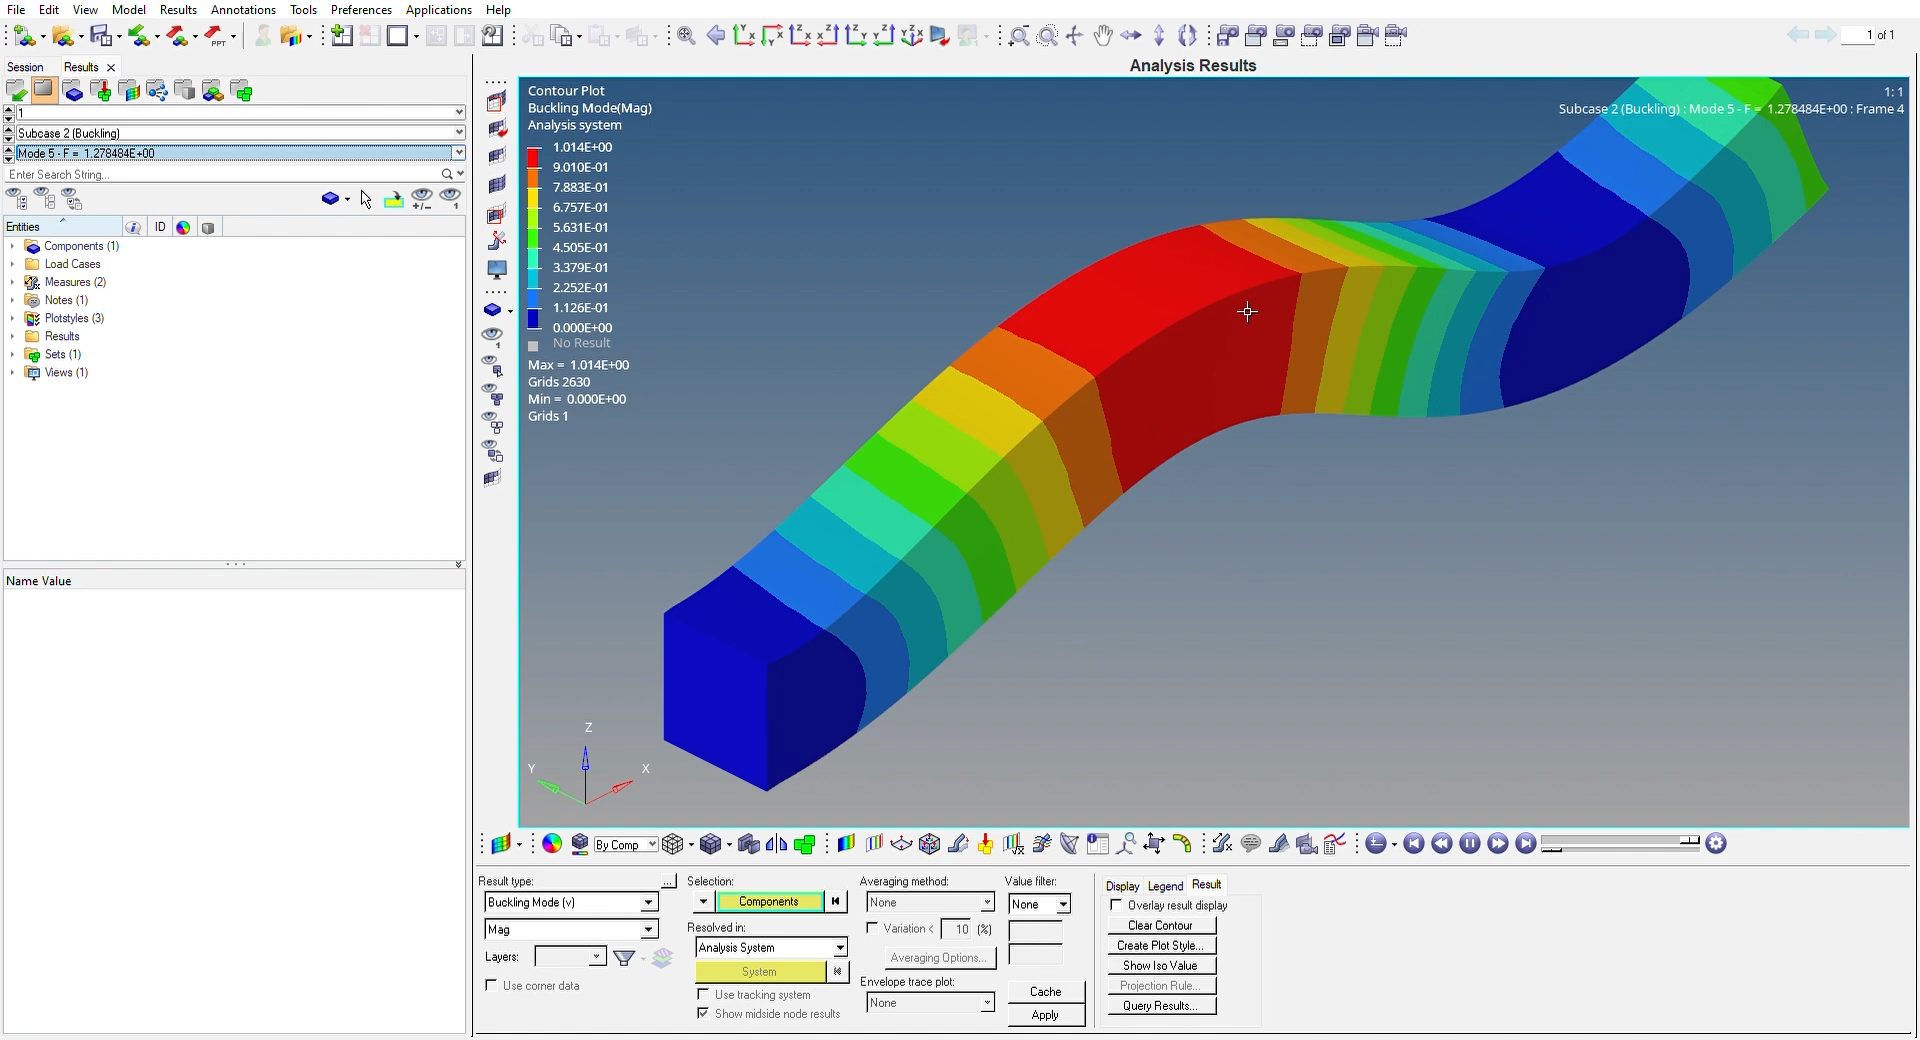 File Edit View Model Results Annotations Tools Preferences Applications Help
1 of 1
Session Results
1
Subcase 2 (Buckling)
Mode 5 - F = 1.278484E+00
Enter Search String...
Entities ID
Components (1)
Load Cases
Measures (2)
Notes (1)
Plotstyles (3)
Results
Sets (1)
Views (1)
Name Value
Analysis Results
Contour Plot
Buckling Mode(Mag)
Analysis system
1: 1
Subcase 2 (Buckling) : Mode 5 - F = 1.278484E+00 : Frame 4
1.014E+00
9.010E-01
7.883E-01
6.757E-01
5.631E-01
4.505E-01
3.379E-01
2.252E-01
1.126E-01
0.000E+00
No Result
Max = 1.014E+00
Grids 2630
Min = 0.000E+00
Grids 1
Z
Y X
By Comp
Result type: ... Selection: Averaging method: Value filter: Display Legend Result
Buckling Mode (v) Components None None Overlay result display
Mag Resolved in: Variation < 10 (%) Clear Contour
Analysis System Create Plot Style...
Layers: Averaging Options... Show Iso Value
System Envelope trace plot: Projection Rule...
Use corner data Use tracking system None Cache Query Results...
Show midside node results Apply